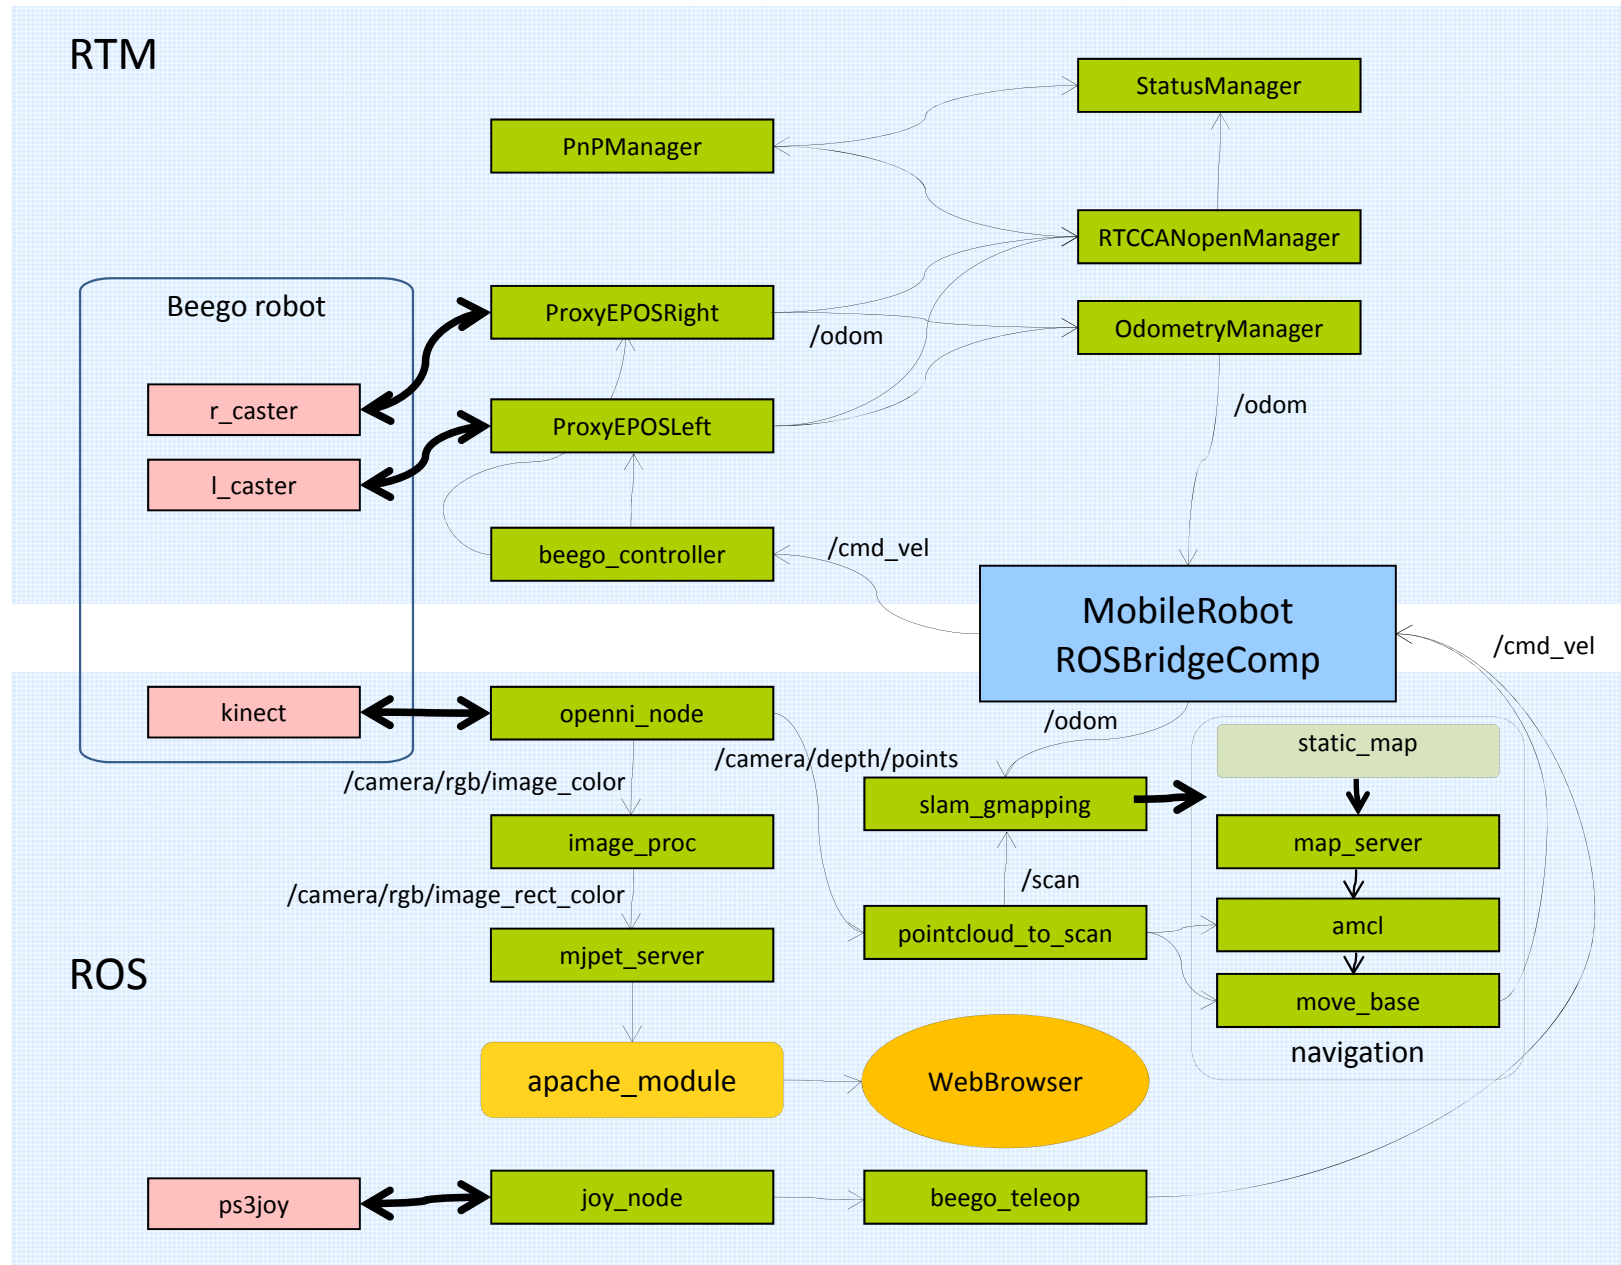 RTM
StatusManager
PnPManager
RTCCANopenManager
Beego robot
ProxyEPOSRight
/odom
OdometryManager
r_caster
ProxyEPOSLeft
/odom
l_caster
beego_controller
/cmd_vel
MobileRobot
ROSBridgeComp
/cmd_vel
kinect
openni_node
/odom
static_map
/camera/depth/points
/camera/rgb/image_color
slam_gmapping
image_proc
map_server
/scan
/camera/rgb/image_rect_color
pointcloud_to_scan
amcl
mjpet_server
ROS
move_base
navigation
apache_module
WebBrowser
ps3joy
joy_node
beego_teleop